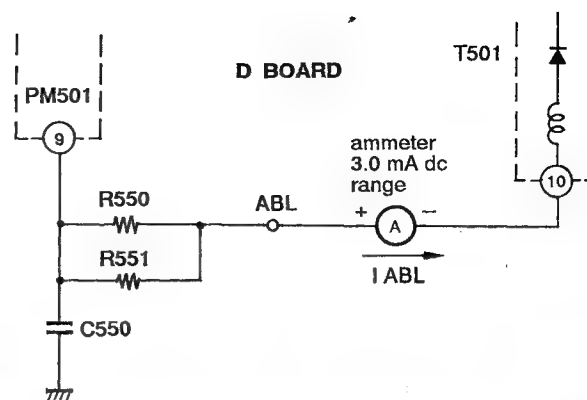 T501
D BOARD
PM501
9
ammeter
3.0 mA dc
range
10
R550
ABL
+
A
−
R551
I ABL
C550